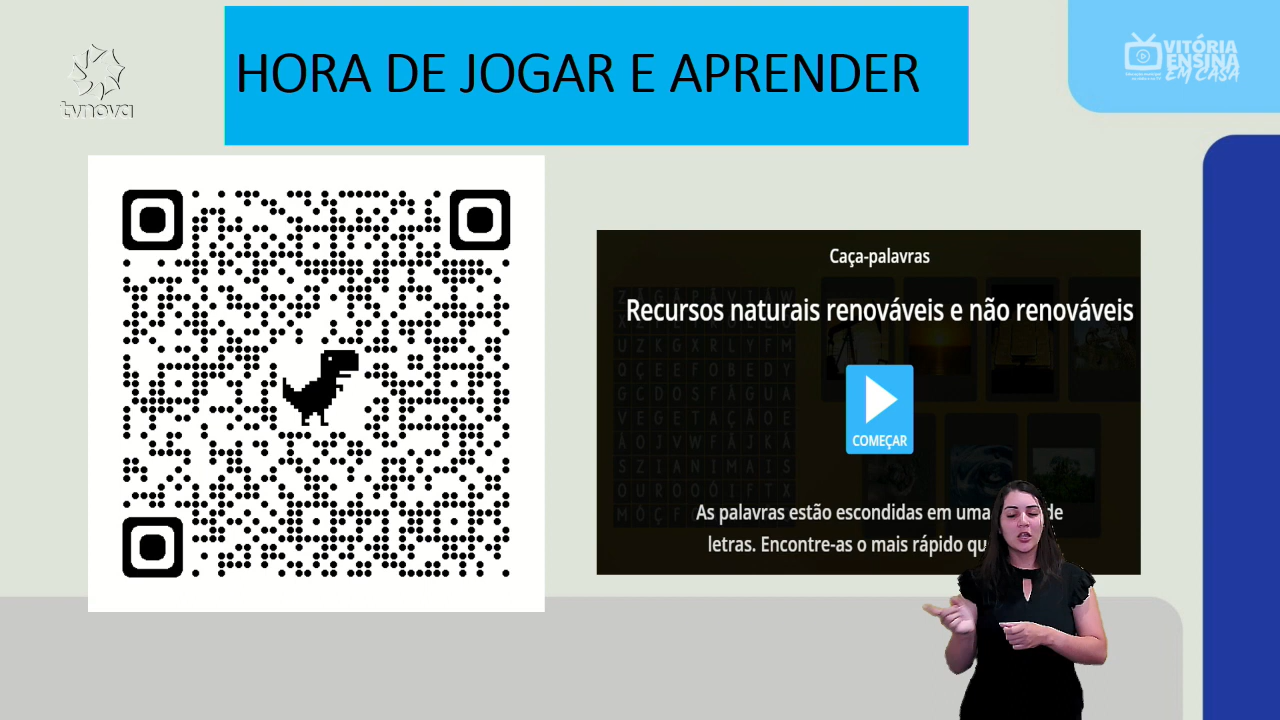 HORA DE JOGAR E APRENDER
tvnova
VITÓRIA
ENSINA
EM CASA
Caça-palavras
Recursos naturais renováveis e não renováveis
COMEÇAR
As palavras estão escondidas em uma de
letras. Encontre-as o mais rápido qu